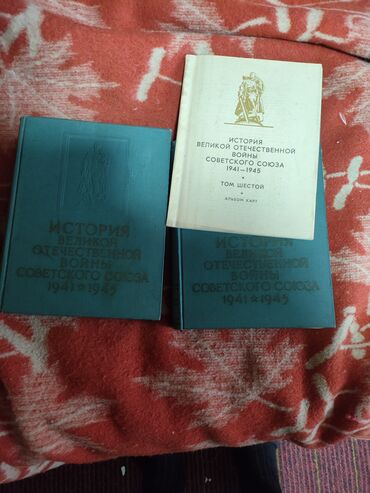 ИСТОРИЯ
ВЕЛИКОЙ ОТЕЧЕСТВЕННОЙ
ВОЙНЫ
СОВЕТСКОГО СОЮЗА
1941—1945
ТОМ ШЕСТОЙ
АЛЬБОМ КАРТ
ИСТОРИЯ
ВЕЛИКОЙ
ОТЕЧЕСТВЕННОЙ
ВОЙНЫ
СОВЕТСКОГО СОЮЗА
1941★1945
ИСТОРИЯ
ВЕЛИКОЙ
ОТЕЧЕСТВЕННОЙ
ВОЙНЫ
СОВЕТСКОГО СОЮЗА
1941★1945